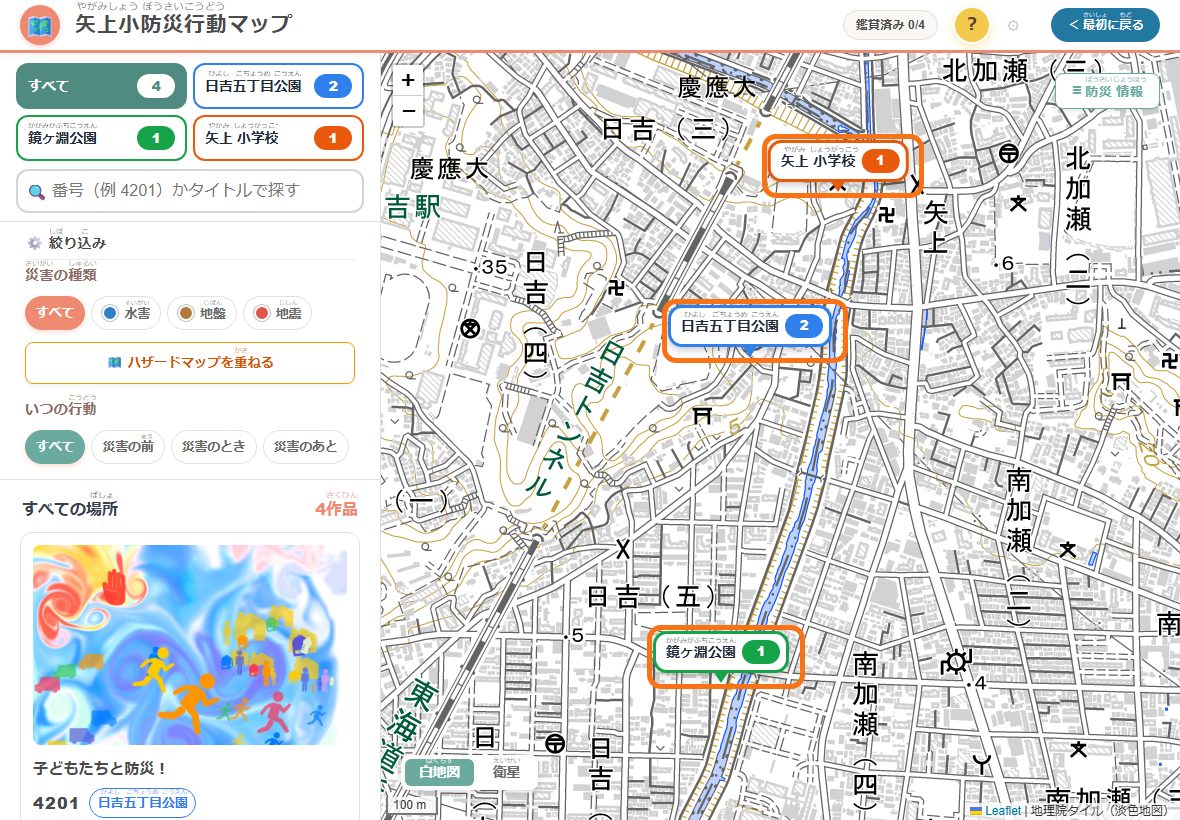 やがみしょう ぼうさいこうどう
矢上小防災行動マップ
鑑賞済み 0/4
?
さいしょ もど
< 最初に戻る
すべて 4
ひよし ごちょうめ こうえん
日吉五丁目公園 2
かがみがふちこうえん
鏡ヶ淵公園 1
やがみ しょうがっこう
矢上 小学校 1
番号（例 4201）かタイトルで探す
しぼ こ
絞り込み
さいがい しゅるい
災害の種類
すべて
すいがい
水害
じばん
地盤
じしん
地震
かさ
ハザードマップを重ねる
こうどう
いつの行動
すべて
まえ
災害の前
災害のとき
災害のあと
ばしょ
すべての場所
さくひん
4作品
子どもたちと防災！
4201
ひよし ごちょうめ こうえん
日吉五丁目公園
+
−
慶應大
日吉（三）
慶應大
吉駅
北加瀬（三）
ぼうさいじょうほう
≡ 防災 情報
やがみ しょうがっこう
矢上 小学校 1
北加瀬（二）
矢上
.6
.35
日吉（四）
ひよし ごちょうめ こうえん
日吉五丁目公園 2
日吉トンネル
（一）
日吉（五）
.5
かがみがふちこうえん
鏡ヶ淵公園 1
南加瀬（三）
南
南加瀬（四）
.4
東海道
日
日吉
はくちず
白地図
えいせい
衛星
100 m
南加瀬
Leaflet | 地理院タイル（淡色地図）